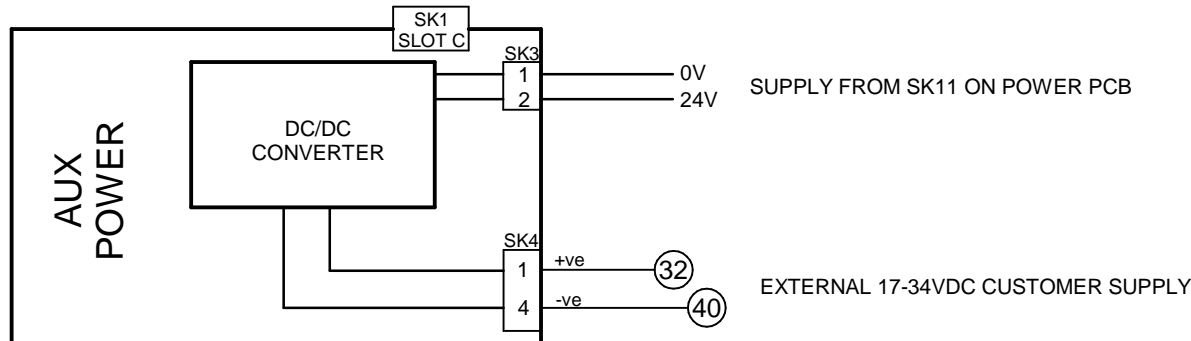 SK1
SLOT C
SK3
1
0V
2
24V
SUPPLY FROM SK11 ON POWER PCB
DC/DC
CONVERTER
AUX
POWER
SK4
1
+ve
32
4
-ve
40
EXTERNAL 17-34VDC CUSTOMER SUPPLY